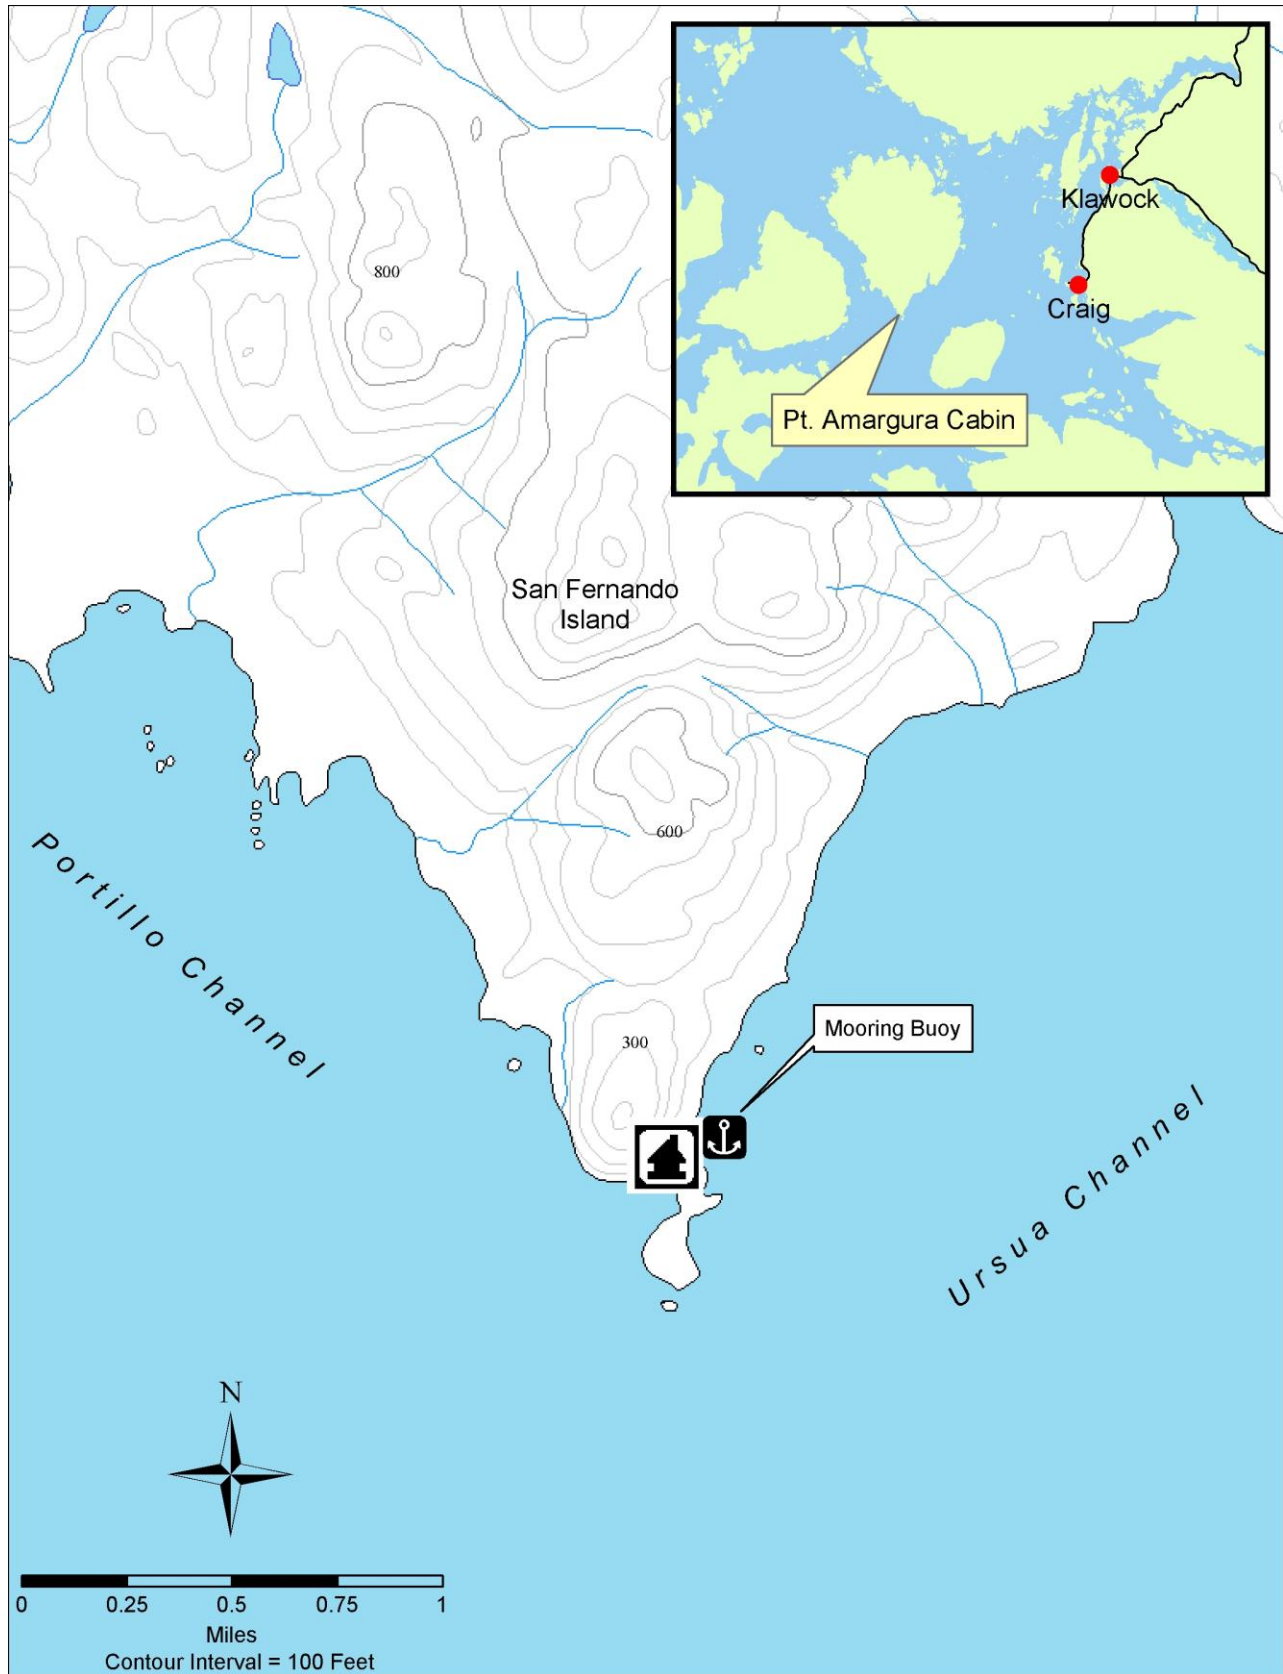 Klawock
Craig
Pt. Amargura Cabin
800
San Fernando
Island
600
Portillo Channel
300
Mooring Buoy
Ursua Channel
N
0 0.25 0.5 0.75 1
Miles
Contour Interval = 100 Feet